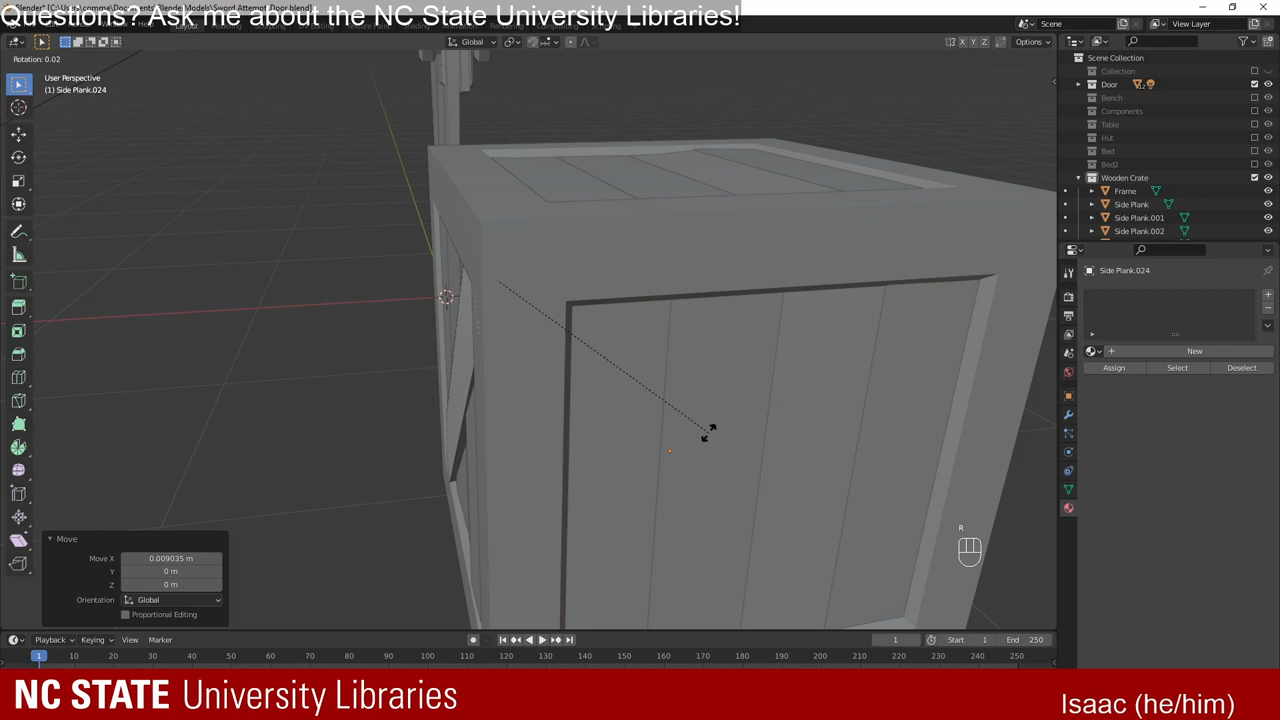 Questions? Ask me about the NC State University Libraries!
Scene
View Layer
Global
X Y Z
Options
Rotation: 0.02
User Perspective
(1) Side Plank.024
Scene Collection
Collection
Door
12
Bench
Components
Table
Hut
Bed
Bed2
Wooden Crate
Frame
Side Plank
Side Plank.001
Side Plank.002
Side Plank.024
New
Assign
Select
Deselect
R
Move
Move X
0.009035 m
Y
0 m
Z
0 m
Orientation
Global
Proportional Editing
Playback
Keying
View
Marker
1
Start
1
End
250
1
10 20 30 40 50 60 70 80 90 100 110 120 130 140 150 160 170 180 190 200 210 220 230 240 250
NC STATE University Libraries
Isaac (he/him)